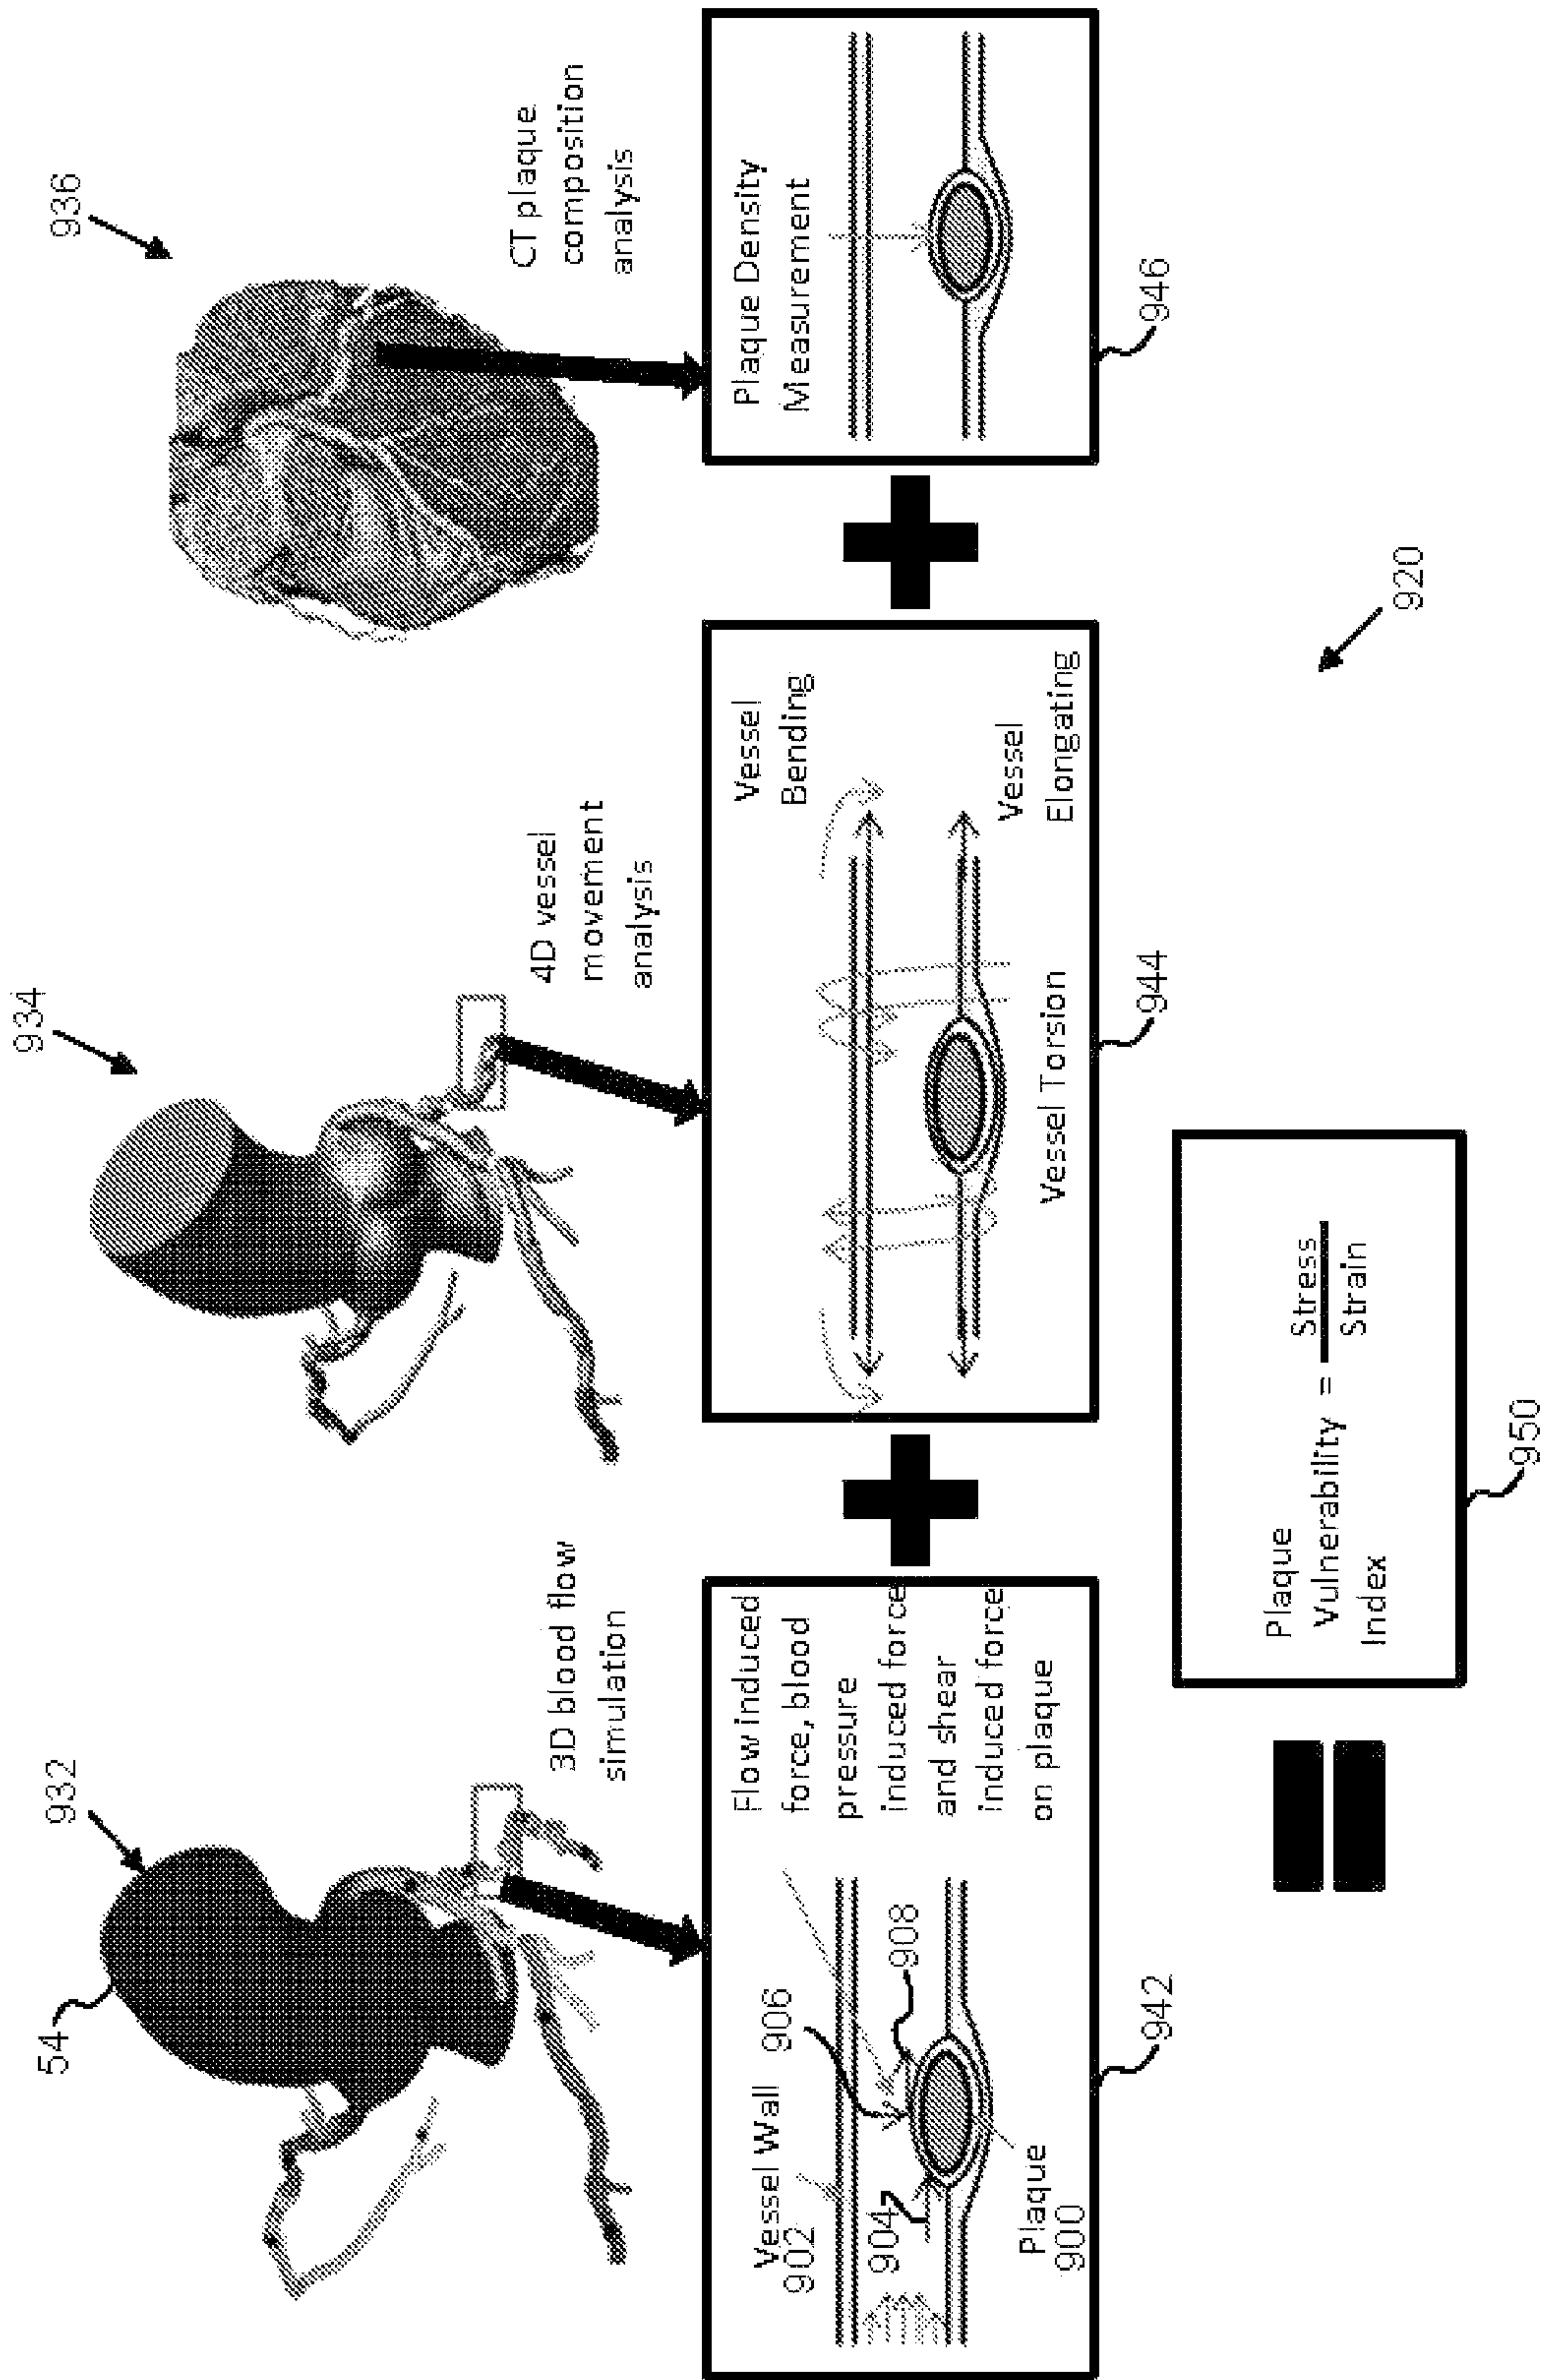 54
932
3D blood flow
simulation
934
4D vessel
movement
analysis
936
CT plaque
composition
analysis
Vessel Wall
902
906
904
908
Plaque
900
Flow induced
force, blood
pressure
induced force
and shear
induced force
on plaque
942
Vessel
Bending
Vessel Torsion
Vessel
Elongating
944
Plaque Density
Measurement
946
Plaque
Vulnerability = Stress
Strain
Index
950
920